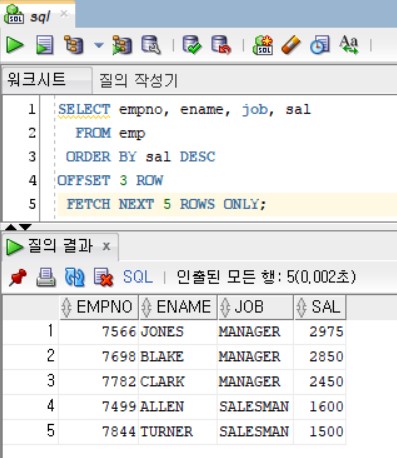 sql
SQL
Aa
워크시트 질의 작성기
1 SELECT empno, ename, job, sal
2 FROM emp
3 ORDER BY sal DESC
4 OFFSET 3 ROW
5 FETCH NEXT 5 ROWS ONLY;
질의 결과 x
SQL | 인출된 모든 행: 5(0,002초)
EMPNO ENAME JOB SAL
1 7566 JONES MANAGER 2975
2 7698 BLAKE MANAGER 2850
3 7782 CLARK MANAGER 2450
4 7499 ALLEN SALESMAN 1600
5 7844 TURNER SALESMAN 1500